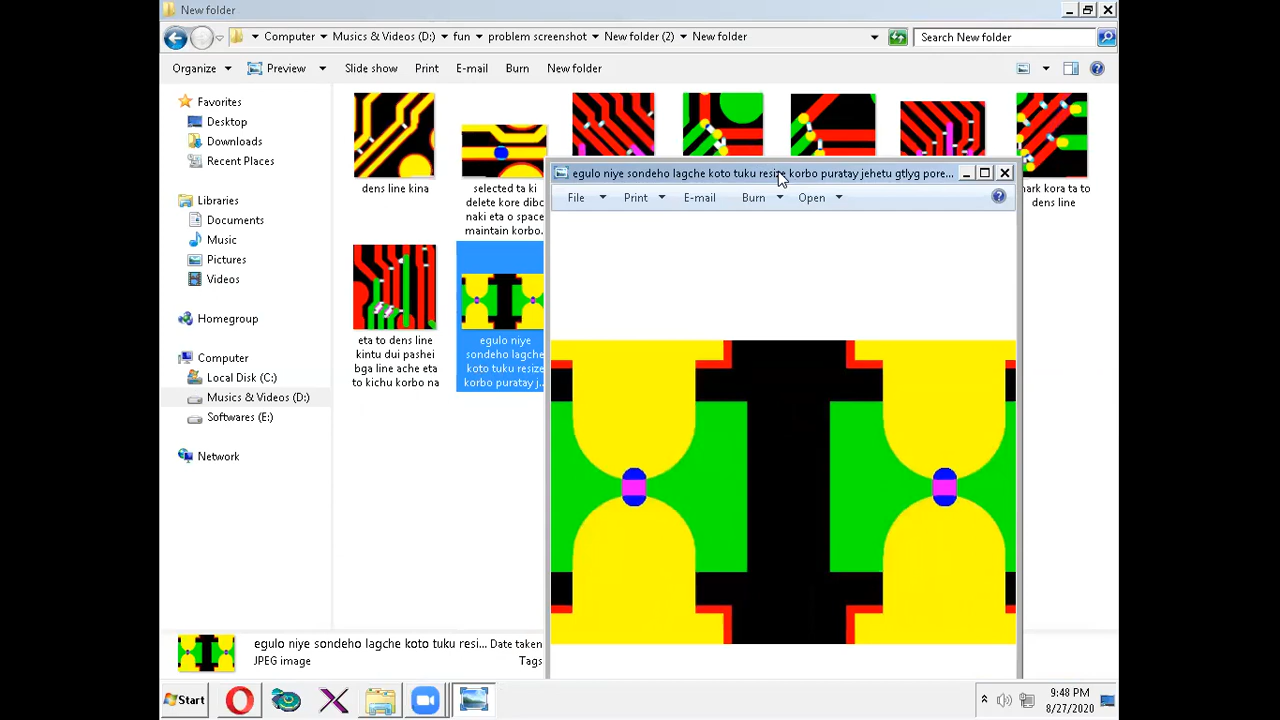 New folder
Computer
Musics & Videos (D:)
fun
problem screenshot
New folder (2)
New folder
Search New folder
Organize
Preview
Slide show
Print
E-mail
Burn
New folder
Favorites
Desktop
Downloads
Recent Places
Libraries
Documents
Music
Pictures
Videos
Homegroup
Computer
Local Disk (C:)
Musics & Videos (D:)
Softwares (E:)
Network
dens line kina
selected ta ki
delete kore dibc
naki eta o space
maintain korbo.
mark kora ta to
dens line
eta to dens line
kintu dui pashei
bga line ache eta
to kichu korbo na
egulo niye
sondeho lagche
koto tuku resize
korbo puratay j...
egulo niye sondeho lagche koto tuku resize korbo puratay jehetu gtlyg pore...
File
Print
E-mail
Burn
Open
egulo niye sondeho lagche koto tuku resi...
Date taken
JPEG image
Tags
Start
9:48 PM
8/27/2020